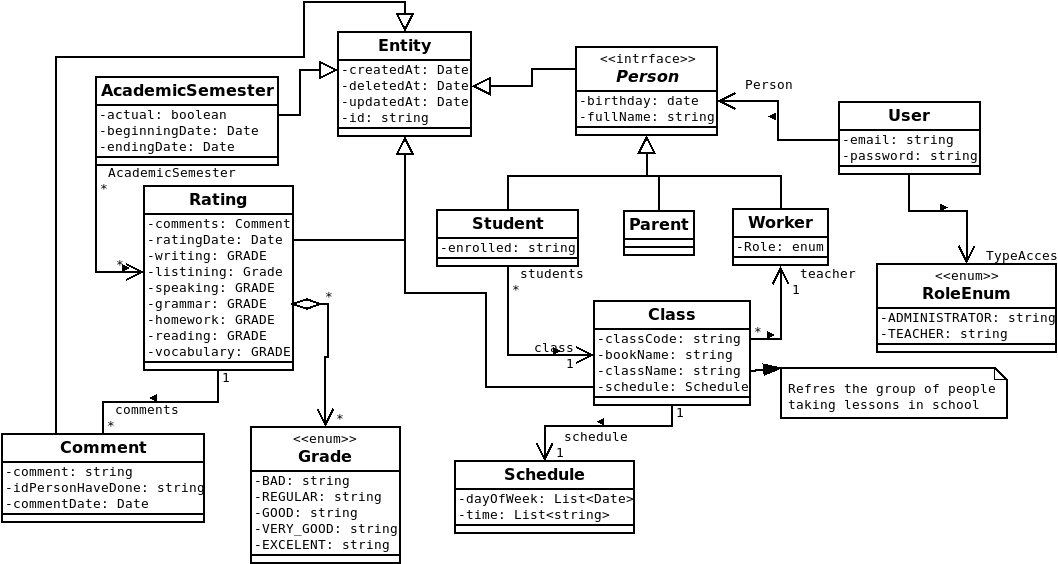 Entity
-createdAt: Date
-deletedAt: Date
-updatedAt: Date
-id: string
<<intrface>>
Person
-birthday: date
-fullName: string
Person
User
-email: string
-password: string
AcademicSemester
-actual: boolean
-beginningDate: Date
-endingDate: Date
AcademicSemester
*
*
Rating
-comments: Comment
-ratingDate: Date
-writing: GRADE
-listining: Grade
-speaking: GRADE
-grammar: GRADE
-homework: GRADE
-reading: GRADE
-vocabulary: GRADE
*
*
1
comments
*
Student
-enrolled: string
students
*
class
1
Parent
Worker
-Role: enum
teacher
1
*
TypeAcces
<<enum>>
RoleEnum
-ADMINISTRATOR: string
-TEACHER: string
Class
-classCode: string
-bookName: string
-className: string
-schedule: Schedule
1
schedule
1
Refres the group of people
taking lessons in school
Comment
-comment: string
-idPersonHaveDone: string
-commentDate: Date
<<enum>>
Grade
-BAD: string
-REGULAR: string
-GOOD: string
-VERY_GOOD: string
-EXCELENT: string
Schedule
-dayOfWeek: List<Date>
-time: List<string>